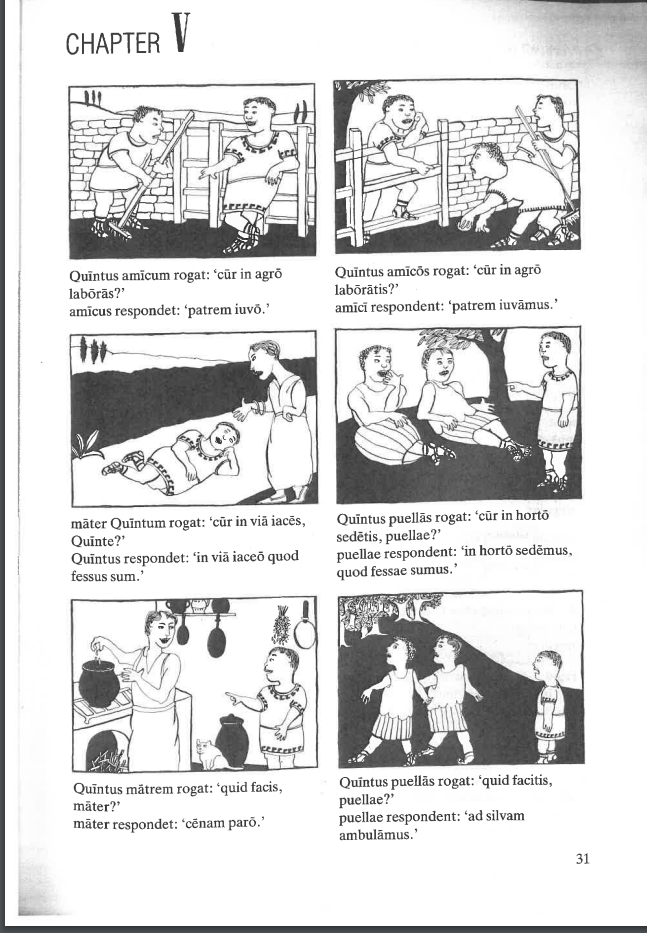 CHAPTER V
Quīntus amīcum rogat: ‘cūr in agrō
labōrās?’
amīcus respondet: ‘patrem iuvō.’
Quīntus amīcōs rogat: ‘cūr in agrō
labōrātis?’
amīcī respondent: ‘patrem iuvāmus.’
māter Quīntum rogat: ‘cūr in viā iacēs,
Quīnte?’
Quīntus respondet: ‘in viā iaceō quod
fessus sum.’
Quīntus puellās rogat: ‘cūr in hortō
sedētis, puellae?’
puellae respondent: ‘in hortō sedēmus,
quod fessae sumus.’
Quīntus mātrem rogat: ‘quid facis,
māter?’
māter respondet: ‘cēnam parō.’
Quīntus puellās rogat: ‘quid facitis,
puellae?’
puellae respondent: ‘ad silvam
ambulāmus.’
31